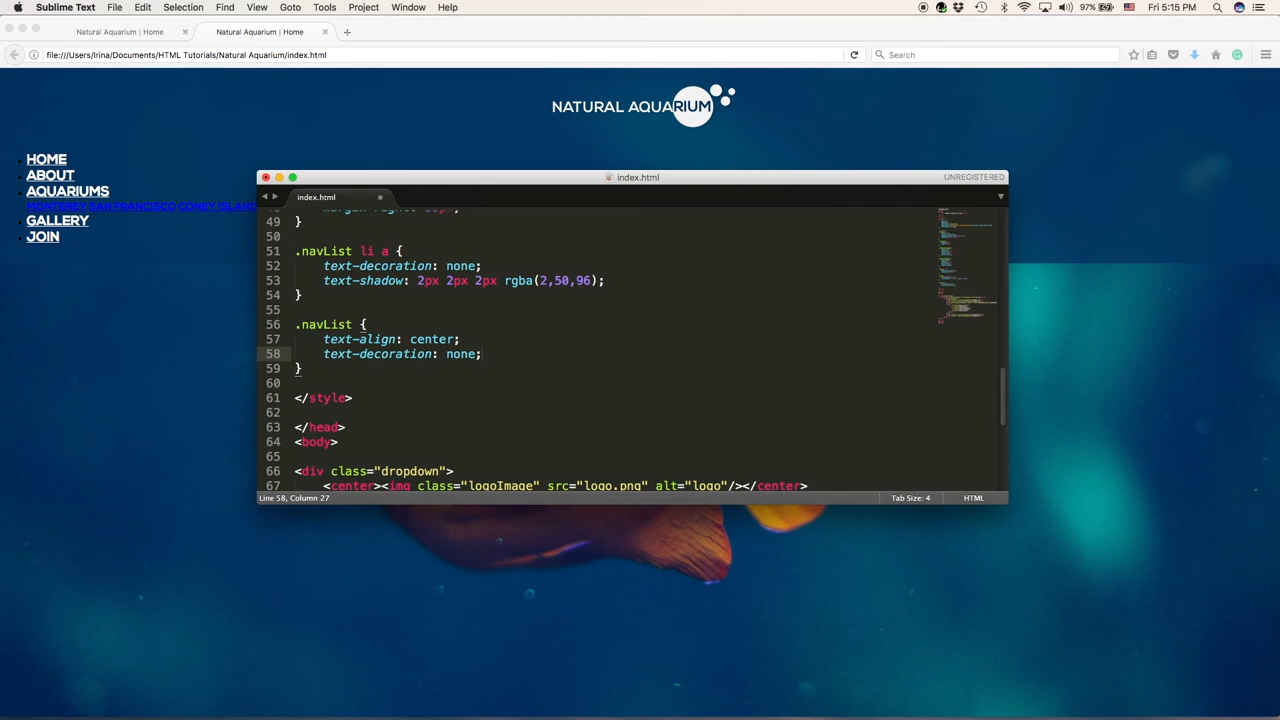 Sublime Text File Edit Selection Find View Goto Tools Project Window Help 97% Fri 5:15 PM
Natural Aquarium | Home Natural Aquarium | Home
file:///Users/Irina/Documents/HTML Tutorials/Natural Aquarium/index.html Search
NATURAL AQUARIUM
HOME
ABOUT
AQUARIUMS
MONTEREY SAN FRANCISCO CONEY ISLAND
GALLERY
JOIN
index.html UNREGISTERED
index.html
49 }
50
51 .navList li a {
52 text-decoration: none;
53 text-shadow: 2px 2px 2px rgba(2,50,96);
54 }
55
56 .navList {
57 text-align: center;
58 text-decoration: none;
59 }
60
61 </style>
62
63 </head>
64 <body>
65
66 <div class="dropdown">
67 <center><img class="logoImage" src="logo.png" alt="logo"/></center>
Line 58, Column 27 Tab Size: 4 HTML